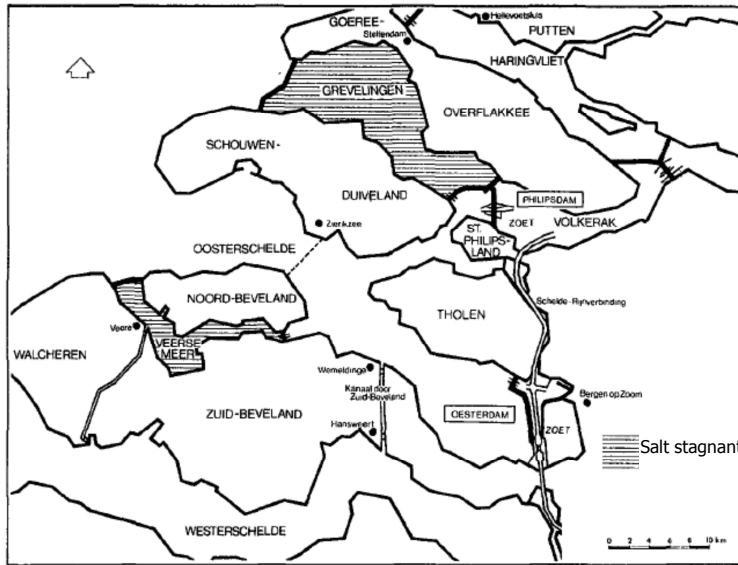 GOEREE-
Hellevoetsluis
PUTTEN
Stellendam
HARINGVLIET
GREVELINGEN
OVERFLAKKEE
SCHOUWEN-
DUIVELAND
PHILIPSDAM
Zierikzee
ZOET
VOLKERAK
ST.
PHILIPS-
LAND
OOSTERSCHELDE
NOORD-BEVELAND
Schelde-Rijnverbinding
THOLEN
Veere
VEERSE
MEER
WALCHEREN
Wemeldinge
Kanaal door
Zuid-Beveland
Bergen op Zoom
ZUID-BEVELAND
OESTERDAM
Hansweert
ZOET
Salt stagnant
WESTERSCHELDE
0 2 4 6 8 10 km